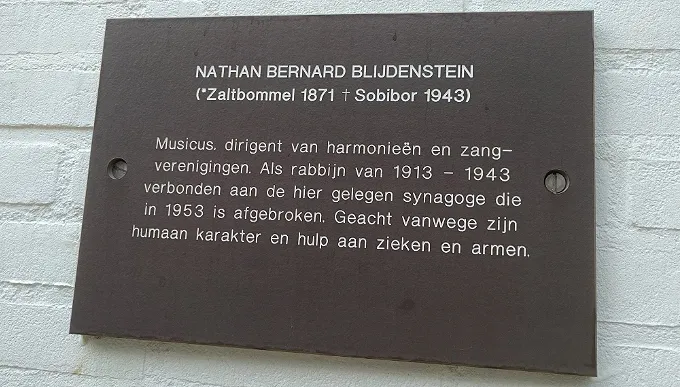 NATHAN BERNARD BLIJDENSTEIN
(*Zaltbommel 1871 † Sobibor 1943)
Musicus, dirigent van harmonieën en zang–
verenigingen. Als rabbijn van 1913 – 1943
verbonden aan de hier gelegen synagoge die
in 1953 is afgebroken. Geacht vanwege zijn
humaan karakter en hulp aan zieken en armen.